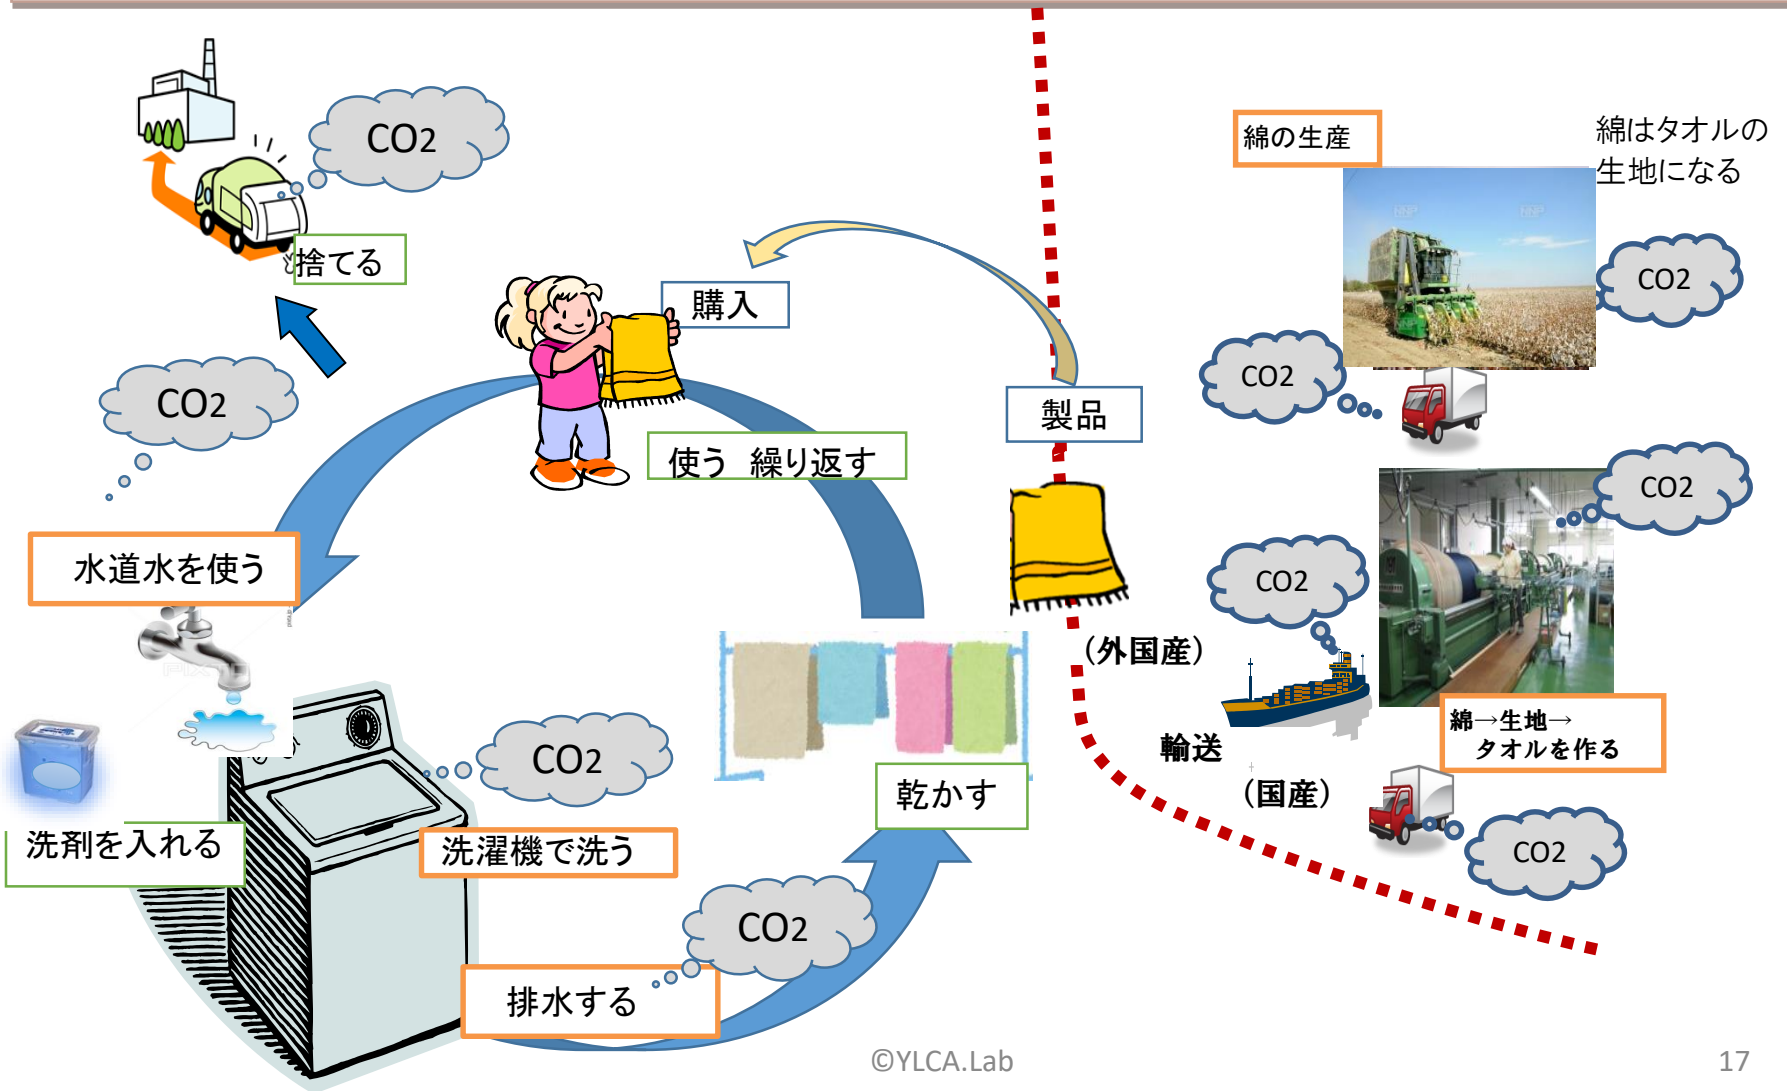 CO2
捨てる
購入
使う 繰り返す
CO2
水道水を使う
洗剤を入れる
CO2
洗濯機で洗う
CO2
排水する
乾かす
製品
綿の生産
綿はタオルの
生地になる
CO2
CO2
CO2
CO2
(外国産)
輸送
(国産)
綿→生地→
タオルを作る
CO2
©YLCA.Lab
17